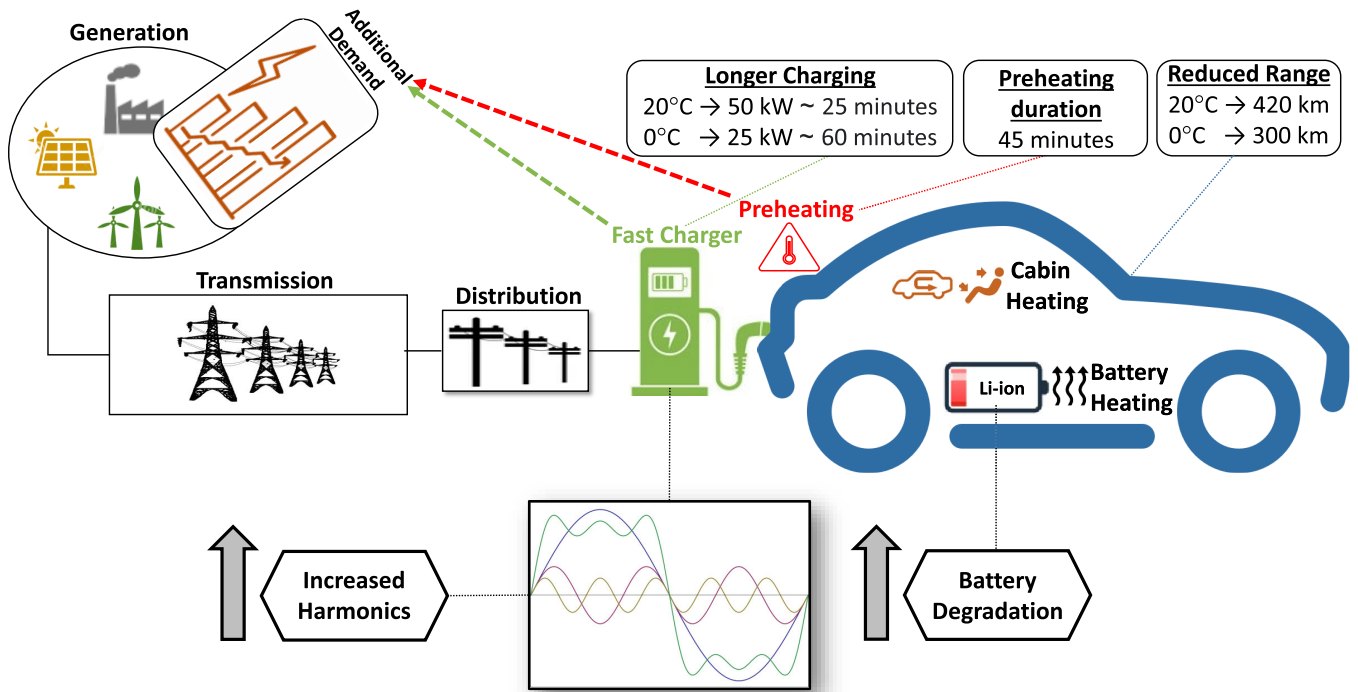 Generation
Additional
Demand
Longer Charging
20°C → 50 kW ~ 25 minutes
0°C → 25 kW ~ 60 minutes
Preheating
duration
45 minutes
Reduced Range
20°C → 420 km
0°C → 300 km
Preheating
Fast Charger
Cabin
Heating
Transmission
Distribution
Li-ion
Battery
Heating
Increased
Harmonics
Battery
Degradation